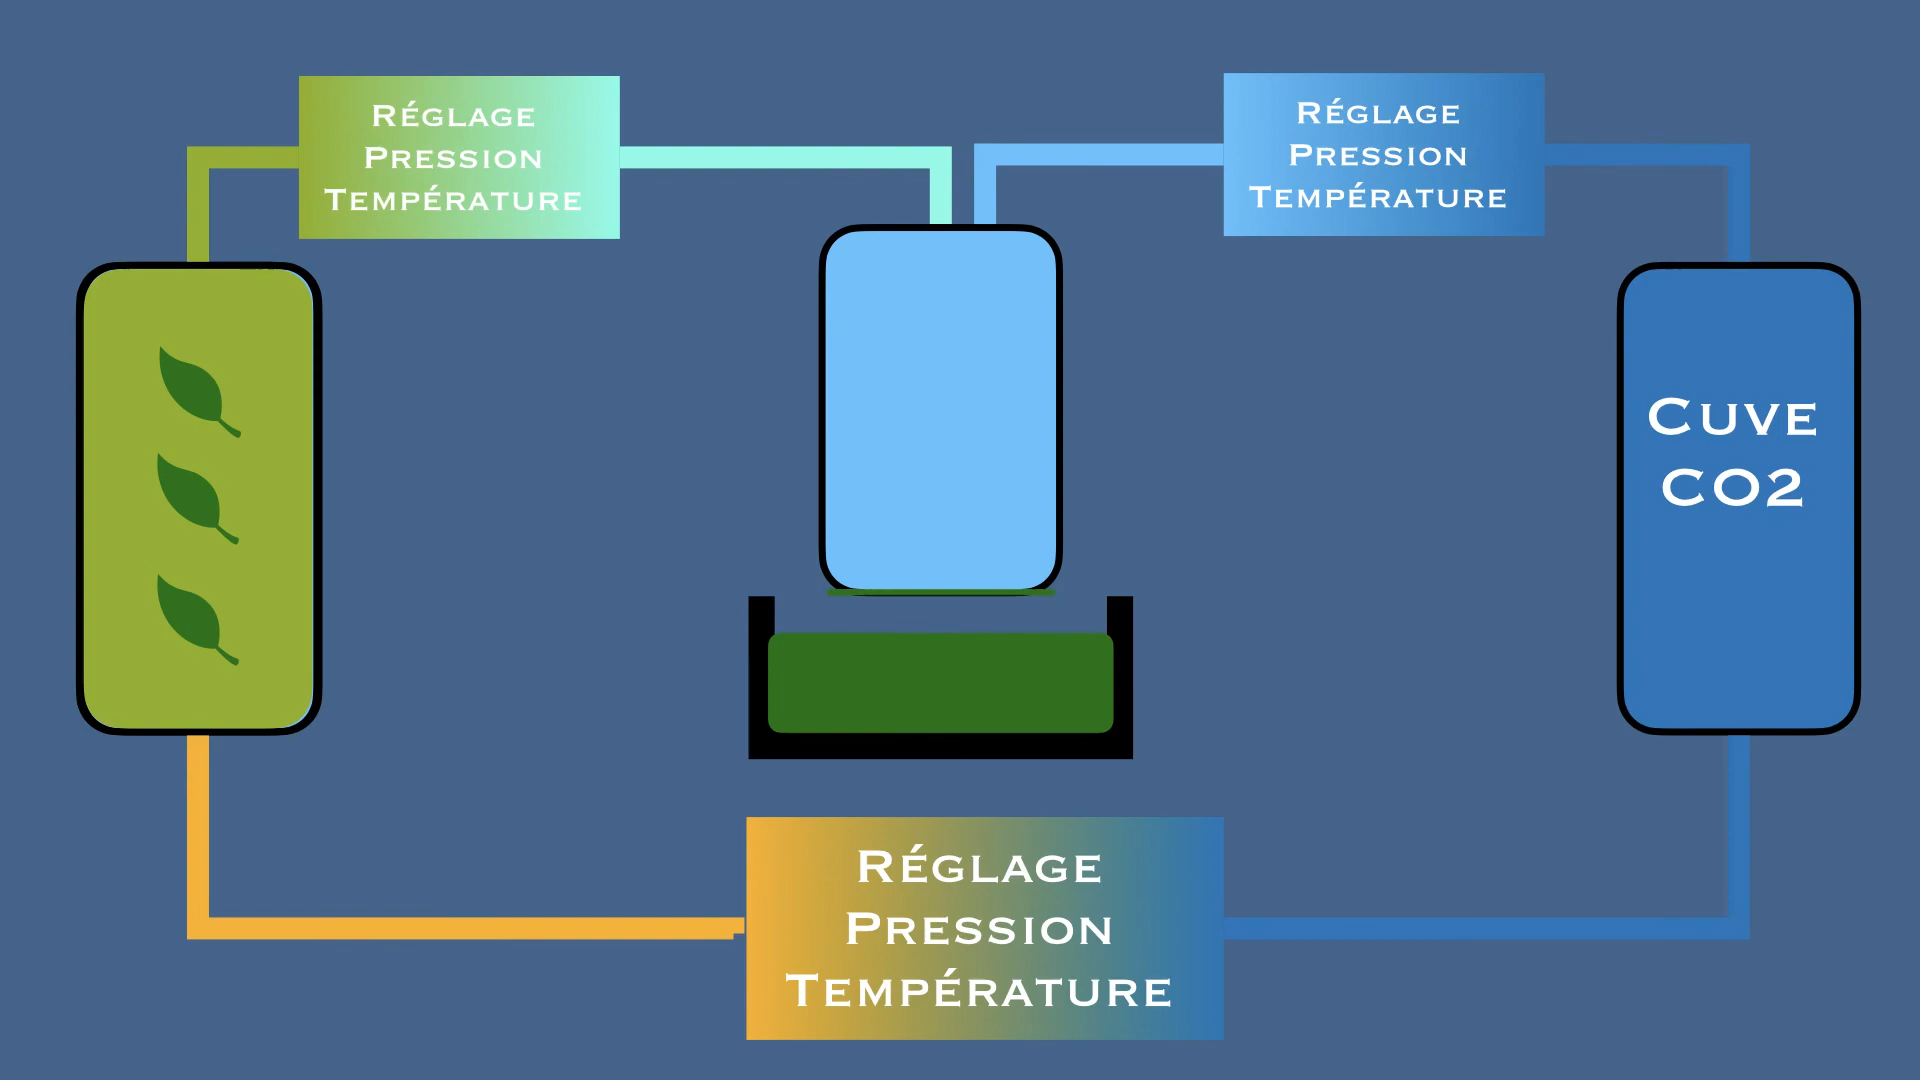 Réglage
Pression
Température
Réglage
Pression
Température
Cuve
CO2
Réglage
Pression
Température